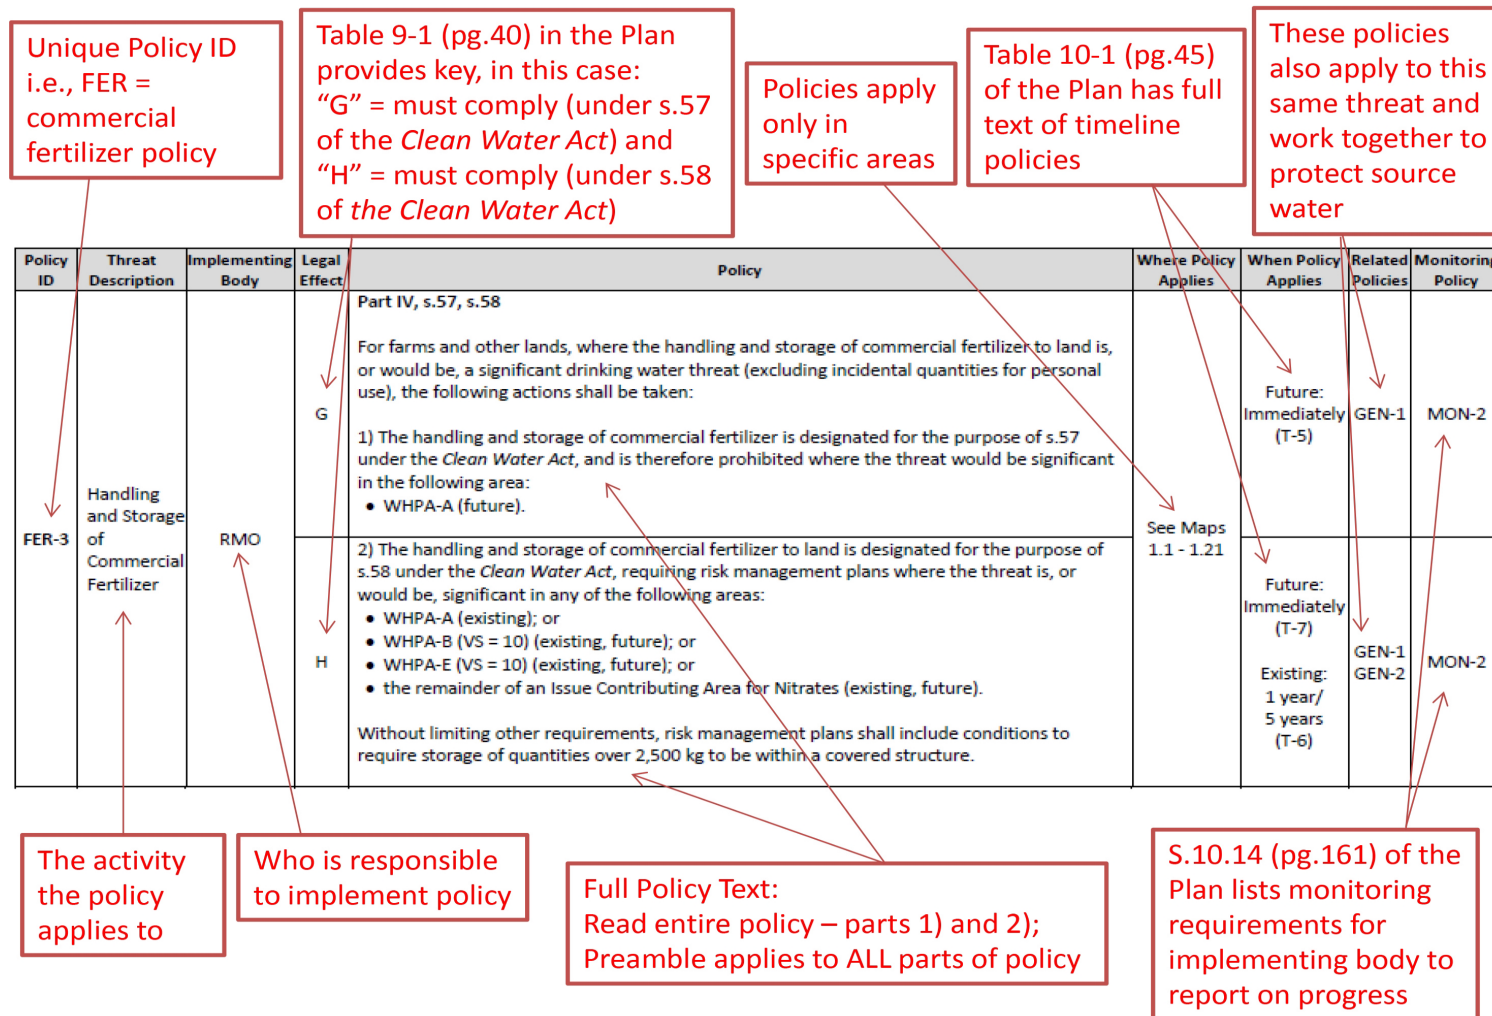 Unique Policy ID
i.e., FER =
commercial
fertilizer policy
Table 9-1 (pg.40) in the Plan
provides key, in this case:
“G” = must comply (under s.57
of the Clean Water Act) and
“H” = must comply (under s.58
of the Clean Water Act)
Policies apply
only in
specific areas
Table 10-1 (pg.45)
of the Plan has full
text of timeline
policies
These policies
also apply to this
same threat and
work together to
protect source
water
Policy ID
Threat Description
Implementing Body
Legal Effect
Policy
Where Policy Applies
When Policy Applies
Related Policies
Monitoring Policy
FER-3
Handling
and Storage
of
Commercial
Fertilizer
RMO
G
Part IV, s.57, s.58
For farms and other lands, where the handling and storage of commercial fertilizer to land is,
or would be, a significant drinking water threat (excluding incidental quantities for personal
use), the following actions shall be taken:
1) The handling and storage of commercial fertilizer is designated for the purpose of s.57
under the Clean Water Act, and is therefore prohibited where the threat would be significant
in the following area:
• WHPA-A (future).
See Maps
1.1 - 1.21
Future:
Immediately
(T-5)
GEN-1
MON-2
H
2) The handling and storage of commercial fertilizer to land is designated for the purpose of
s.58 under the Clean Water Act, requiring risk management plans where the threat is, or
would be, significant in any of the following areas:
• WHPA-A (existing); or
• WHPA-B (VS = 10) (existing, future); or
• WHPA-E (VS = 10) (existing, future); or
• the remainder of an Issue Contributing Area for Nitrates (existing, future).
Without limiting other requirements, risk management plans shall include conditions to
require storage of quantities over 2,500 kg to be within a covered structure.
Future:
Immediately
(T-7)
Existing:
1 year/
5 years
(T-6)
GEN-1
GEN-2
MON-2
The activity
the policy
applies to
Who is responsible
to implement policy
Full Policy Text:
Read entire policy – parts 1) and 2);
Preamble applies to ALL parts of policy
S.10.14 (pg.161) of the
Plan lists monitoring
requirements for
implementing body to
report on progress